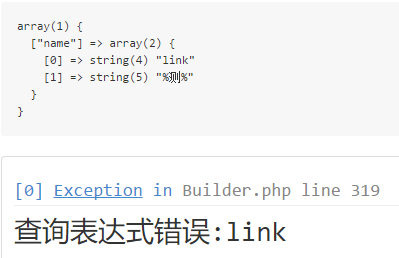 array(1) {
["name"] => array(2) {
[0] => string(4) "link"
[1] => string(5) "%测%"
}
}
[0] Exception in Builder.php line 319
查询表达式错误:link